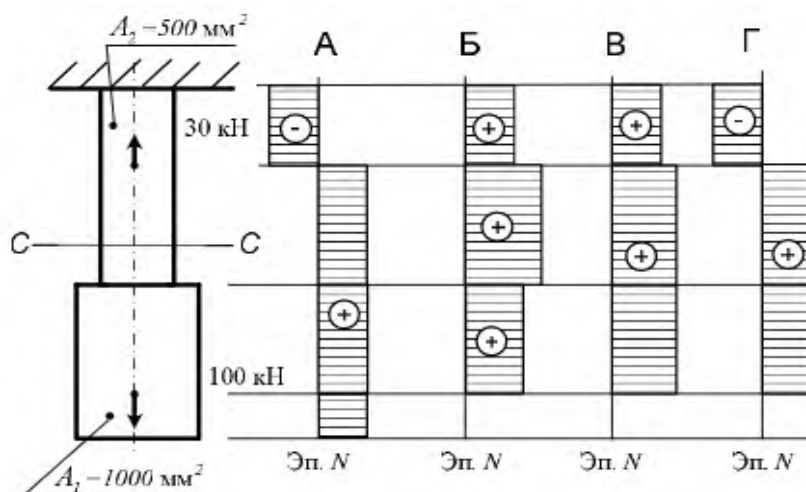 A₂ –500 мм²
А Б В Г
30 кН
- + + -
+
C C
+ +
+
+
100 кН
A₁ –1000 мм²
Эп. N Эп. N Эп. N Эп. N